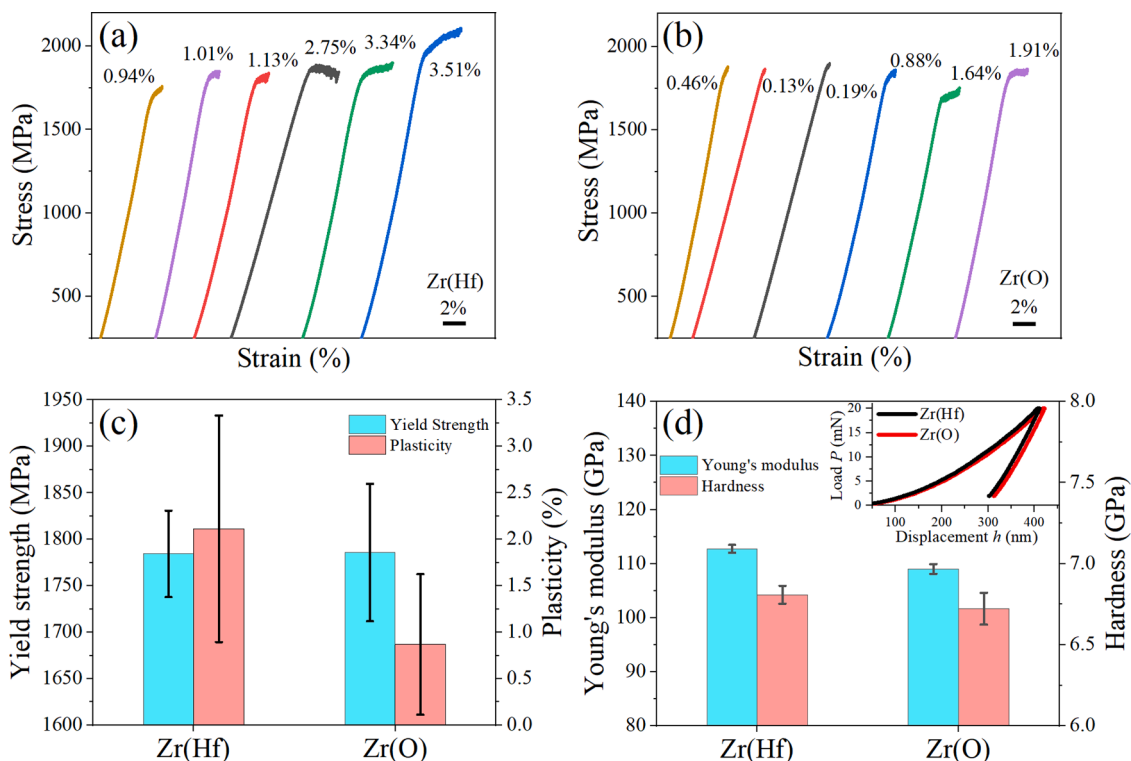 (a)
0.94%
1.01%
1.13%
2.75%
3.34%
3.51%
Zr(Hf)
2%
500
1000
1500
2000
Stress (MPa)
Strain (%)
(b)
0.46%
0.13%
0.19%
0.88%
1.64%
1.91%
Zr(O)
2%
500
1000
1500
2000
Stress (MPa)
Strain (%)
(c)
Yield Strength
Plasticity
1950
1900
1850
1800
1750
1700
1650
1600
Yield strength (MPa)
3.5
3.0
2.5
2.0
1.5
1.0
0.5
0.0
Plasticity (%)
Zr(Hf)
Zr(O)
(d)
Young's modulus
Hardness
140
130
120
110
100
90
80
Young's modulus (GPa)
8.0
7.5
7.0
6.5
6.0
Hardness (GPa)
Zr(Hf)
Zr(O)
20
15
10
5
0
Load P (mN)
100
200
300
400
Displacement h (nm)
Zr(Hf)
Zr(O)